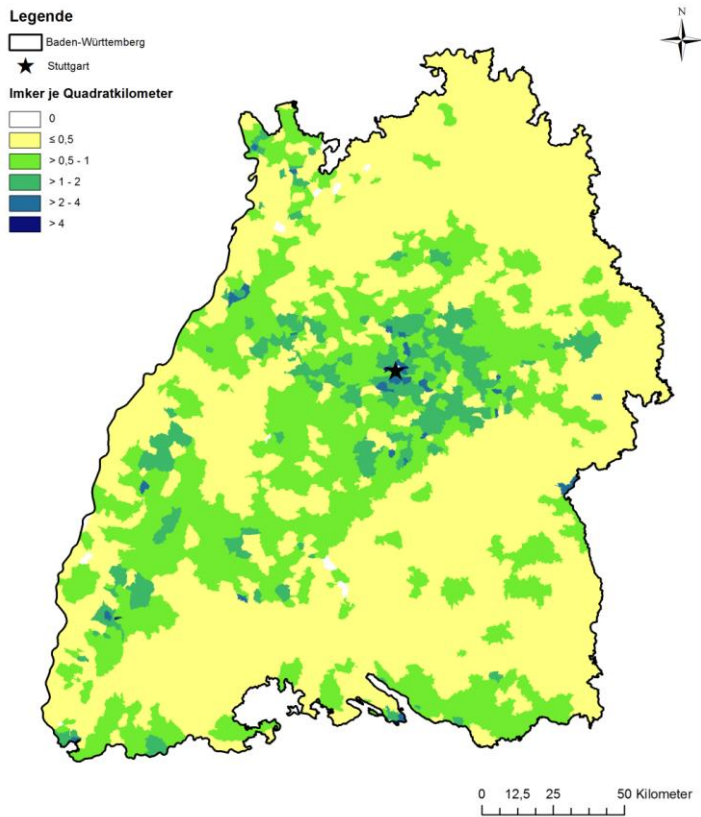 Legende
Baden-Württemberg
Stuttgart
Imker je Quadratkilometer
0
≤ 0,5
> 0,5 - 1
> 1 - 2
> 2 - 4
> 4
N
0 12,5 25 50 Kilometer